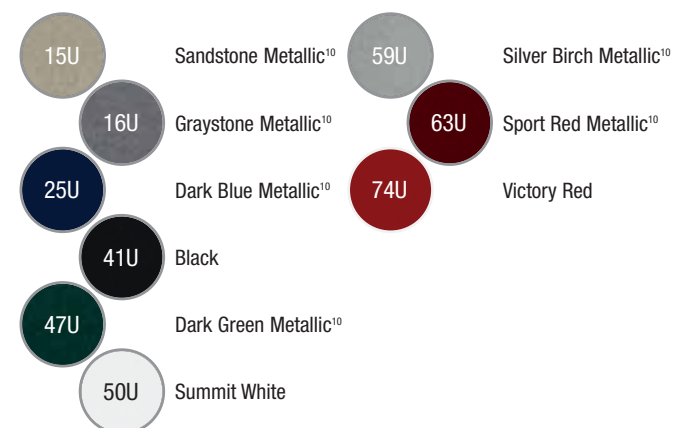 15U Sandstone Metallic¹⁰
16U Graystone Metallic¹⁰
25U Dark Blue Metallic¹⁰
41U Black
47U Dark Green Metallic¹⁰
50U Summit White
59U Silver Birch Metallic¹⁰
63U Sport Red Metallic¹⁰
74U Victory Red